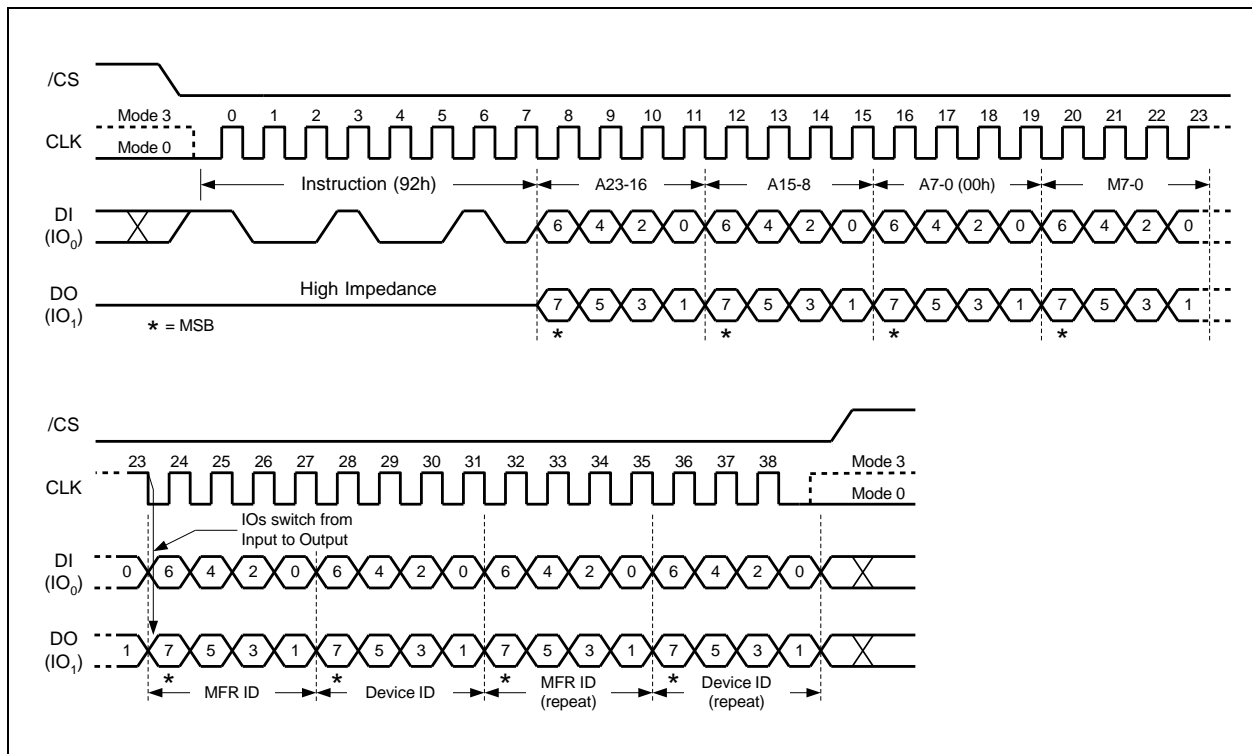 /CS
Mode 3 0 1 2 3 4 5 6 7 8 9 10 11 12 13 14 15 16 17 18 19 20 21 22 23
CLK
Mode 0
Instruction (92h) A23-16 A15-8 A7-0 (00h) M7-0
DI
(IO0) 6 4 2 0 6 4 2 0 6 4 2 0 6 4 2 0
High Impedance
DO
(IO1) 7 5 3 1 7 5 3 1 7 5 3 1 7 5 3 1
* = MSB * * * *
/CS
23 24 25 26 27 28 29 30 31 32 33 34 35 36 37 38 Mode 3
CLK
Mode 0
IOs switch from
Input to Output
DI
(IO0) 0 6 4 2 0 6 4 2 0 6 4 2 0 6 4 2 0
DO
(IO1) 1 7 5 3 1 7 5 3 1 7 5 3 1 7 5 3 1
* * * *
MFR ID Device ID MFR ID
(repeat) Device ID
(repeat)